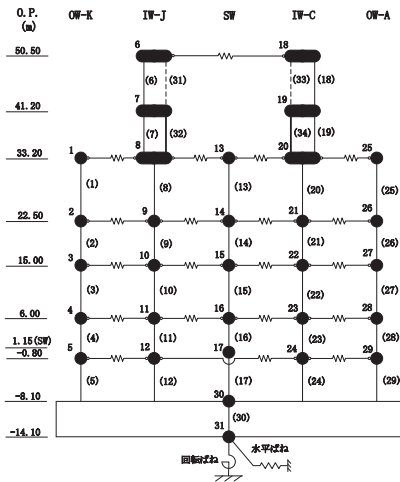 O.P. OW-K IW-J SW IW-C OW-A
(m)
50.50 6 18
(6) (31) (33) (18)
41.20 7 19
(7) (32) (34) (19)
33.20 1 8 13 20 25
(1) (8) (13) (20) (25)
22.50 2 9 14 21 26
(2) (9) (14) (21) (26)
15.00 3 10 15 22 27
(3) (10) (15) (22) (27)
6.00 4 11 16 23 28
(4) (11) (16) (23) (28)
1.15(SW) 17
-0.80 5 12 24 29
(5) (12) (17) (24) (29)
-8.10 30
(30)
-14.10 31
水平ばね
回転ばね